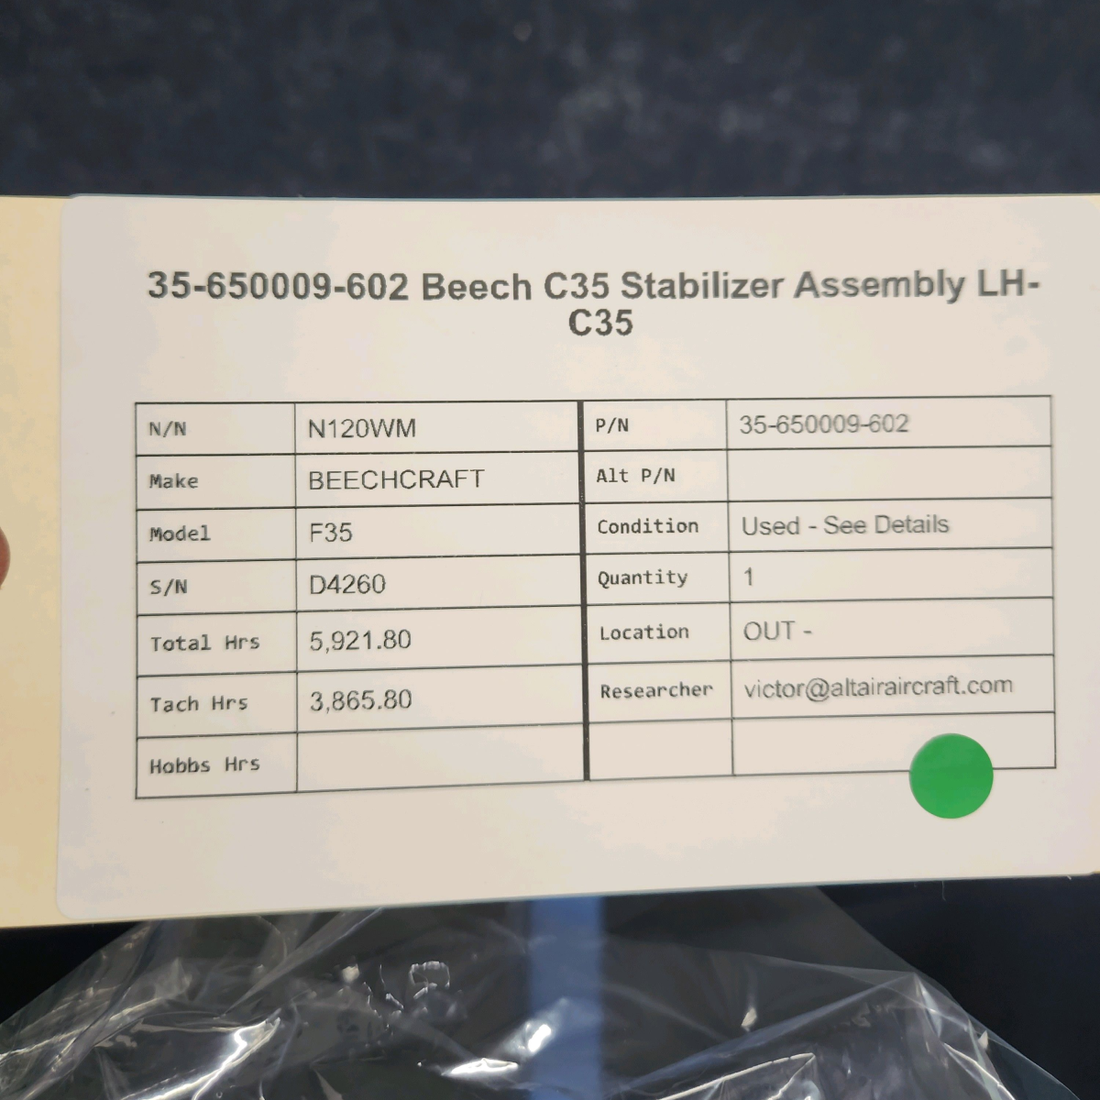 35-650009-602 Beech C35 Stabilizer Assembly LH-
C35
N/N N120WM P/N 35-650009-602
Make BEECHCRAFT Alt P/N
Model F35 Condition Used - See Details
S/N D4260 Quantity 1
Total Hrs 5,921.80 Location OUT -
Tach Hrs 3,865.80 Researcher victor@altairaircraft.com
Hobbs Hrs